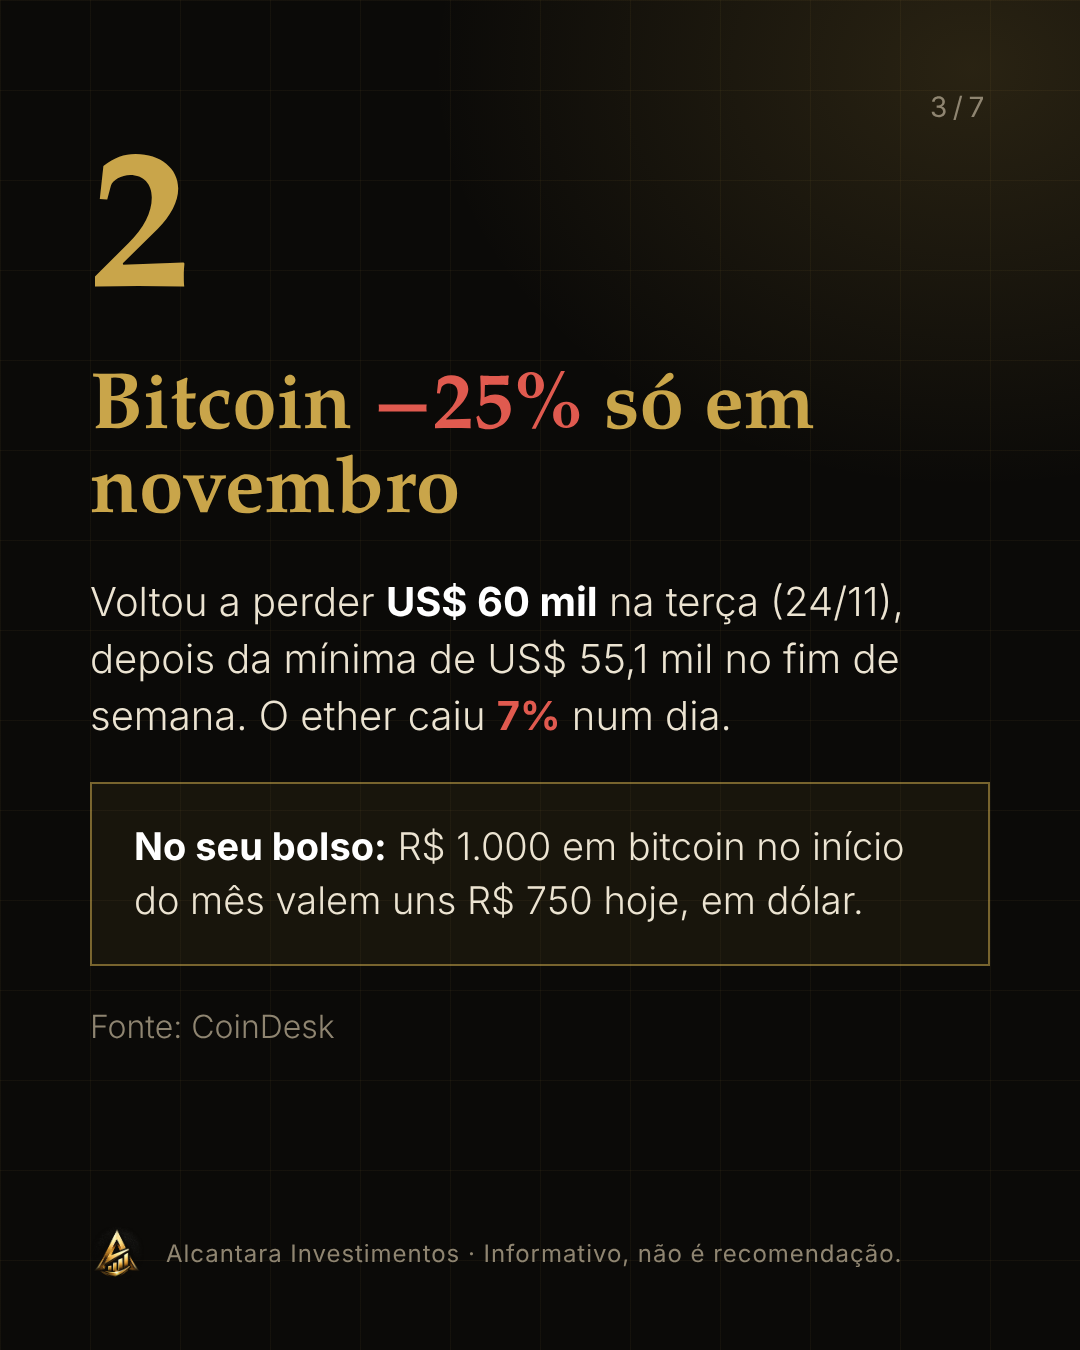 3 / 7
2
Bitcoin –25% só em
novembro
Voltou a perder US$ 60 mil na terça (24/11),
depois da mínima de US$ 55,1 mil no fim de
semana. O ether caiu 7% num dia.
No seu bolso: R$ 1.000 em bitcoin no início
do mês valem uns R$ 750 hoje, em dólar.
Fonte: CoinDesk
Alcantara Investimentos · Informativo, não é recomendação.